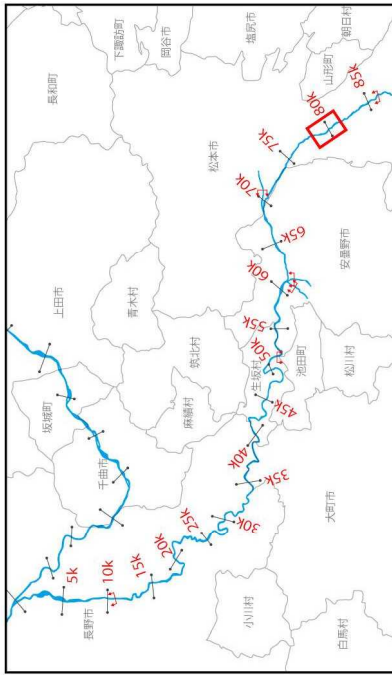 長和町
下諏訪町
岡谷市
塩尻市
朝日村
山形町
85k
80k
75k
松本市
70k
65k
安曇野市
60k
55k
50k
45k
生坂村
池田町
松川村
上田市
青木村
筑北村
麻績村
坂城町
千曲市
40k
35k
30k
25k
20k
15k
10k
5k
長野市
大町市
小川村
白馬村